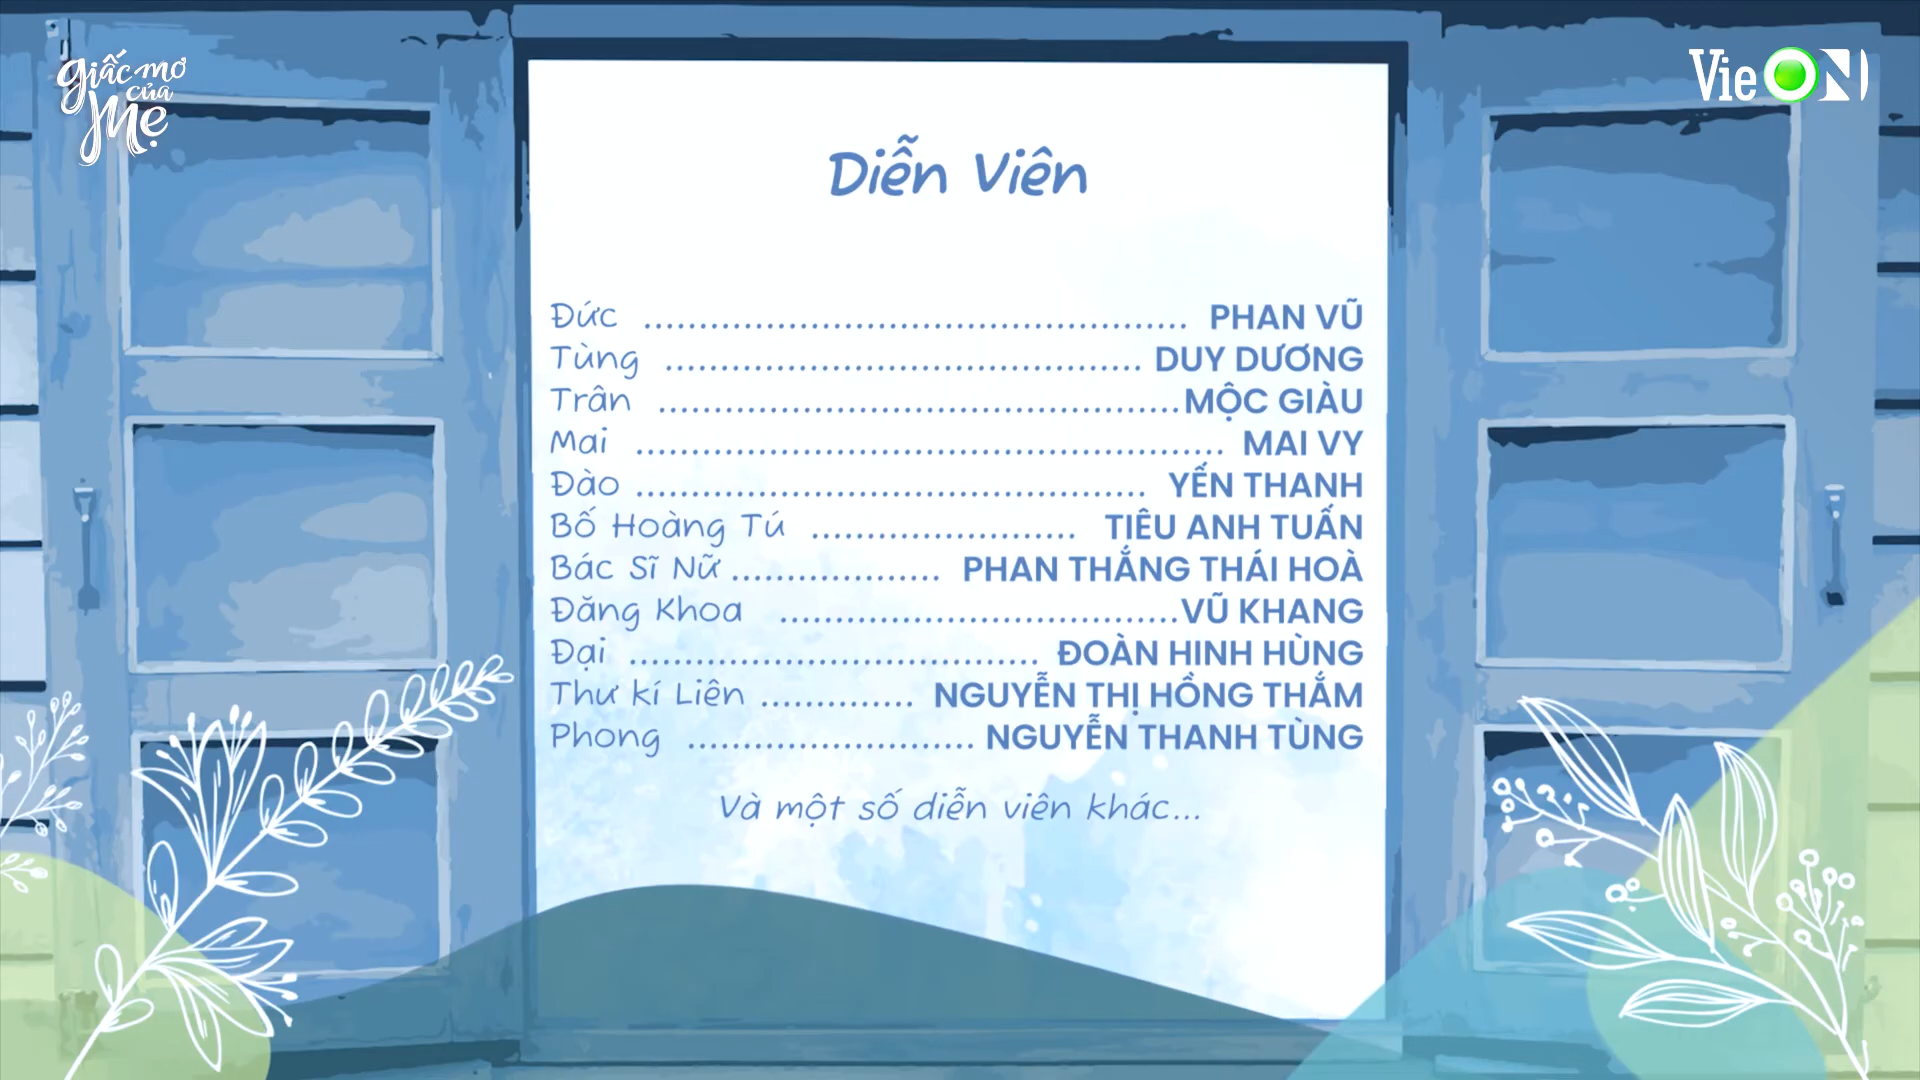 giấc mơ
của
Mẹ
VieON
Diễn Viên
Đức ................................................ PHAN VŨ
Tùng .......................................... DUY DƯƠNG
Trân ..............................................MỘC GIÀU
Mai .................................................... MAI VY
Đào ............................................. YẾN THANH
Bố Hoàng Tú ........................ TIÊU ANH TUẤN
Bác Sĩ Nữ ................... PHAN THẮNG THÁI HOÀ
Đăng Khoa ...................................VŨ KHANG
Đại .................................... ĐOÀN HINH HÙNG
Thư kí Liên .............. NGUYỄN THỊ HỒNG THẮM
Phong .......................... NGUYỄN THANH TÙNG
Và một số diễn viên khác...